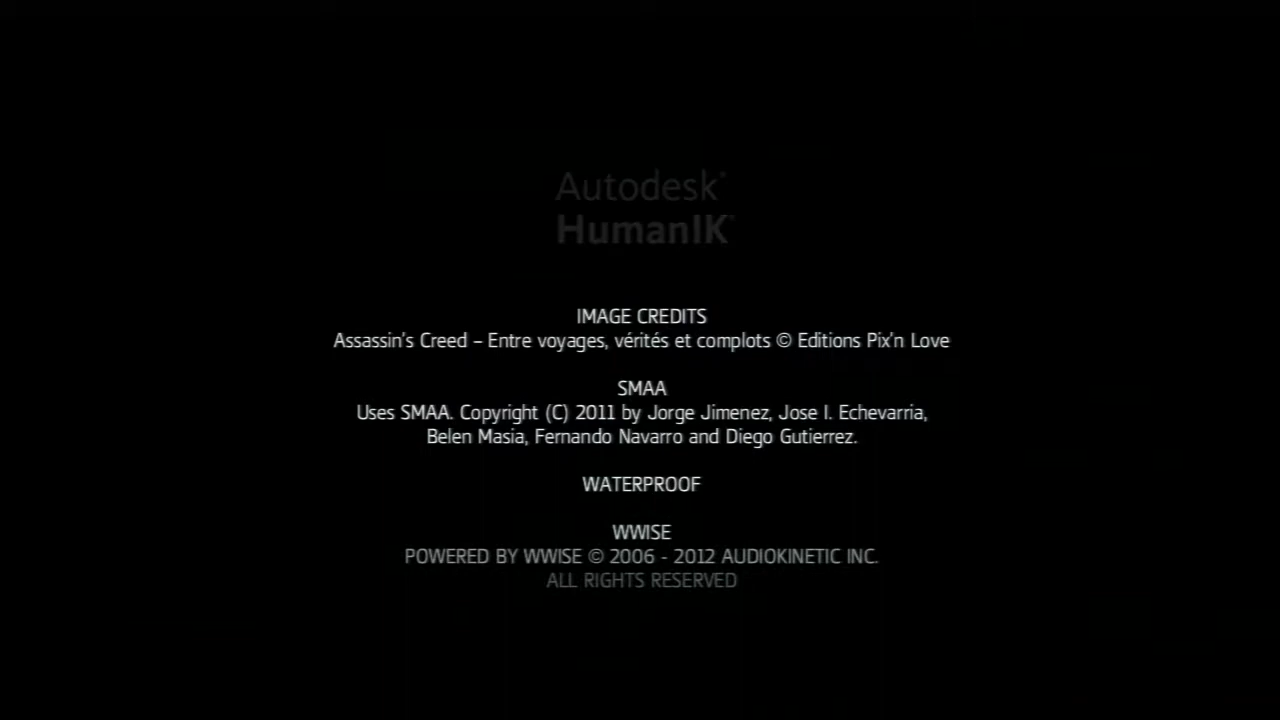 Autodesk®
HumanIK®
IMAGE CREDITS
Assassin's Creed – Entre voyages, vérités et complots © Editions Pix'n Love
SMAA
Uses SMAA. Copyright (C) 2011 by Jorge Jimenez, Jose I. Echevarria,
Belen Masia, Fernando Navarro and Diego Gutierrez.
WATERPROOF
WWISE
POWERED BY WWISE © 2006 - 2012 AUDIOKINETIC INC.
ALL RIGHTS RESERVED